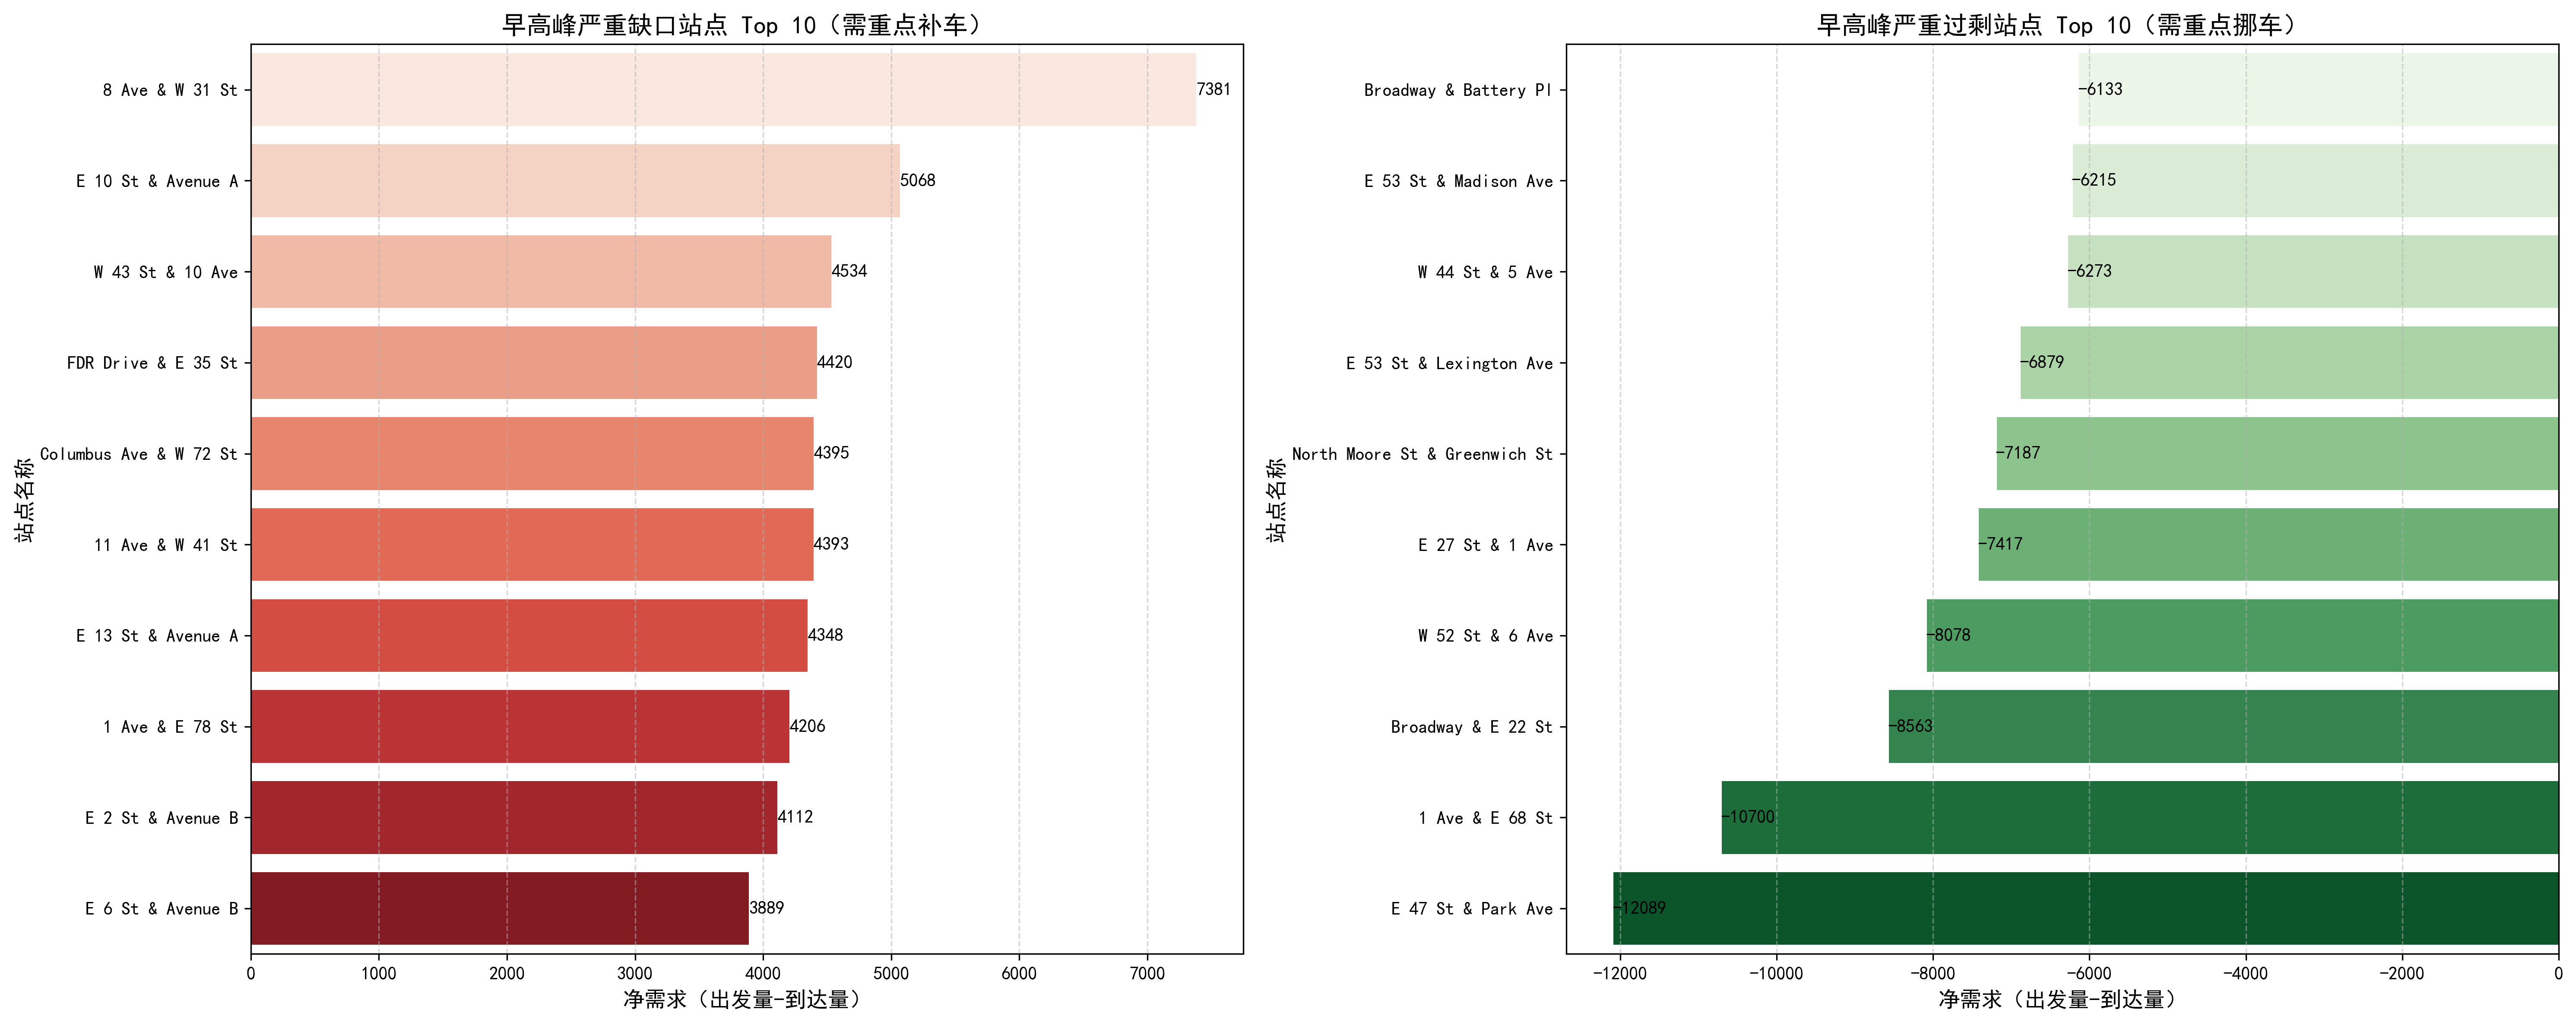 早高峰严重缺口站点 Top 10（需重点补车）
站点名称
8 Ave & W 31 St
7381
E 10 St & Avenue A
5068
W 43 St & 10 Ave
4534
FDR Drive & E 35 St
4420
Columbus Ave & W 72 St
4395
11 Ave & W 41 St
4393
E 13 St & Avenue A
4348
1 Ave & E 78 St
4206
E 2 St & Avenue B
4112
E 6 St & Avenue B
3889
0 1000 2000 3000 4000 5000 6000 7000
净需求（出发量-到达量）
早高峰严重过剩站点 Top 10（需重点挪车）
站点名称
Broadway & Battery Pl
-6133
E 53 St & Madison Ave
-6215
W 44 St & 5 Ave
-6273
E 53 St & Lexington Ave
-6879
North Moore St & Greenwich St
-7187
E 27 St & 1 Ave
-7417
W 52 St & 6 Ave
-8078
Broadway & E 22 St
-8563
1 Ave & E 68 St
-10700
E 47 St & Park Ave
-12089
-12000 -10000 -8000 -6000 -4000 -2000 0
净需求（出发量-到达量）